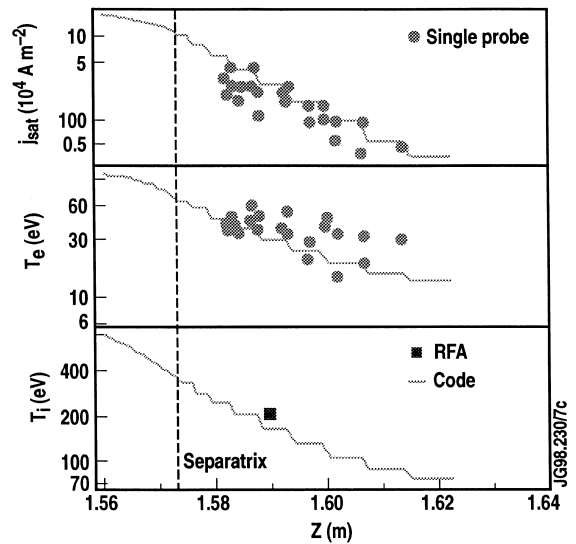 jsat (10⁴ A m⁻²)
10
5
100
0.5
Single probe
Te (eV)
60
30
10
6
Ti (eV)
400
200
100
70
RFA
Code
Separatrix
1.56
1.58
1.60
1.62
1.64
Z (m)
JG98.230/7c